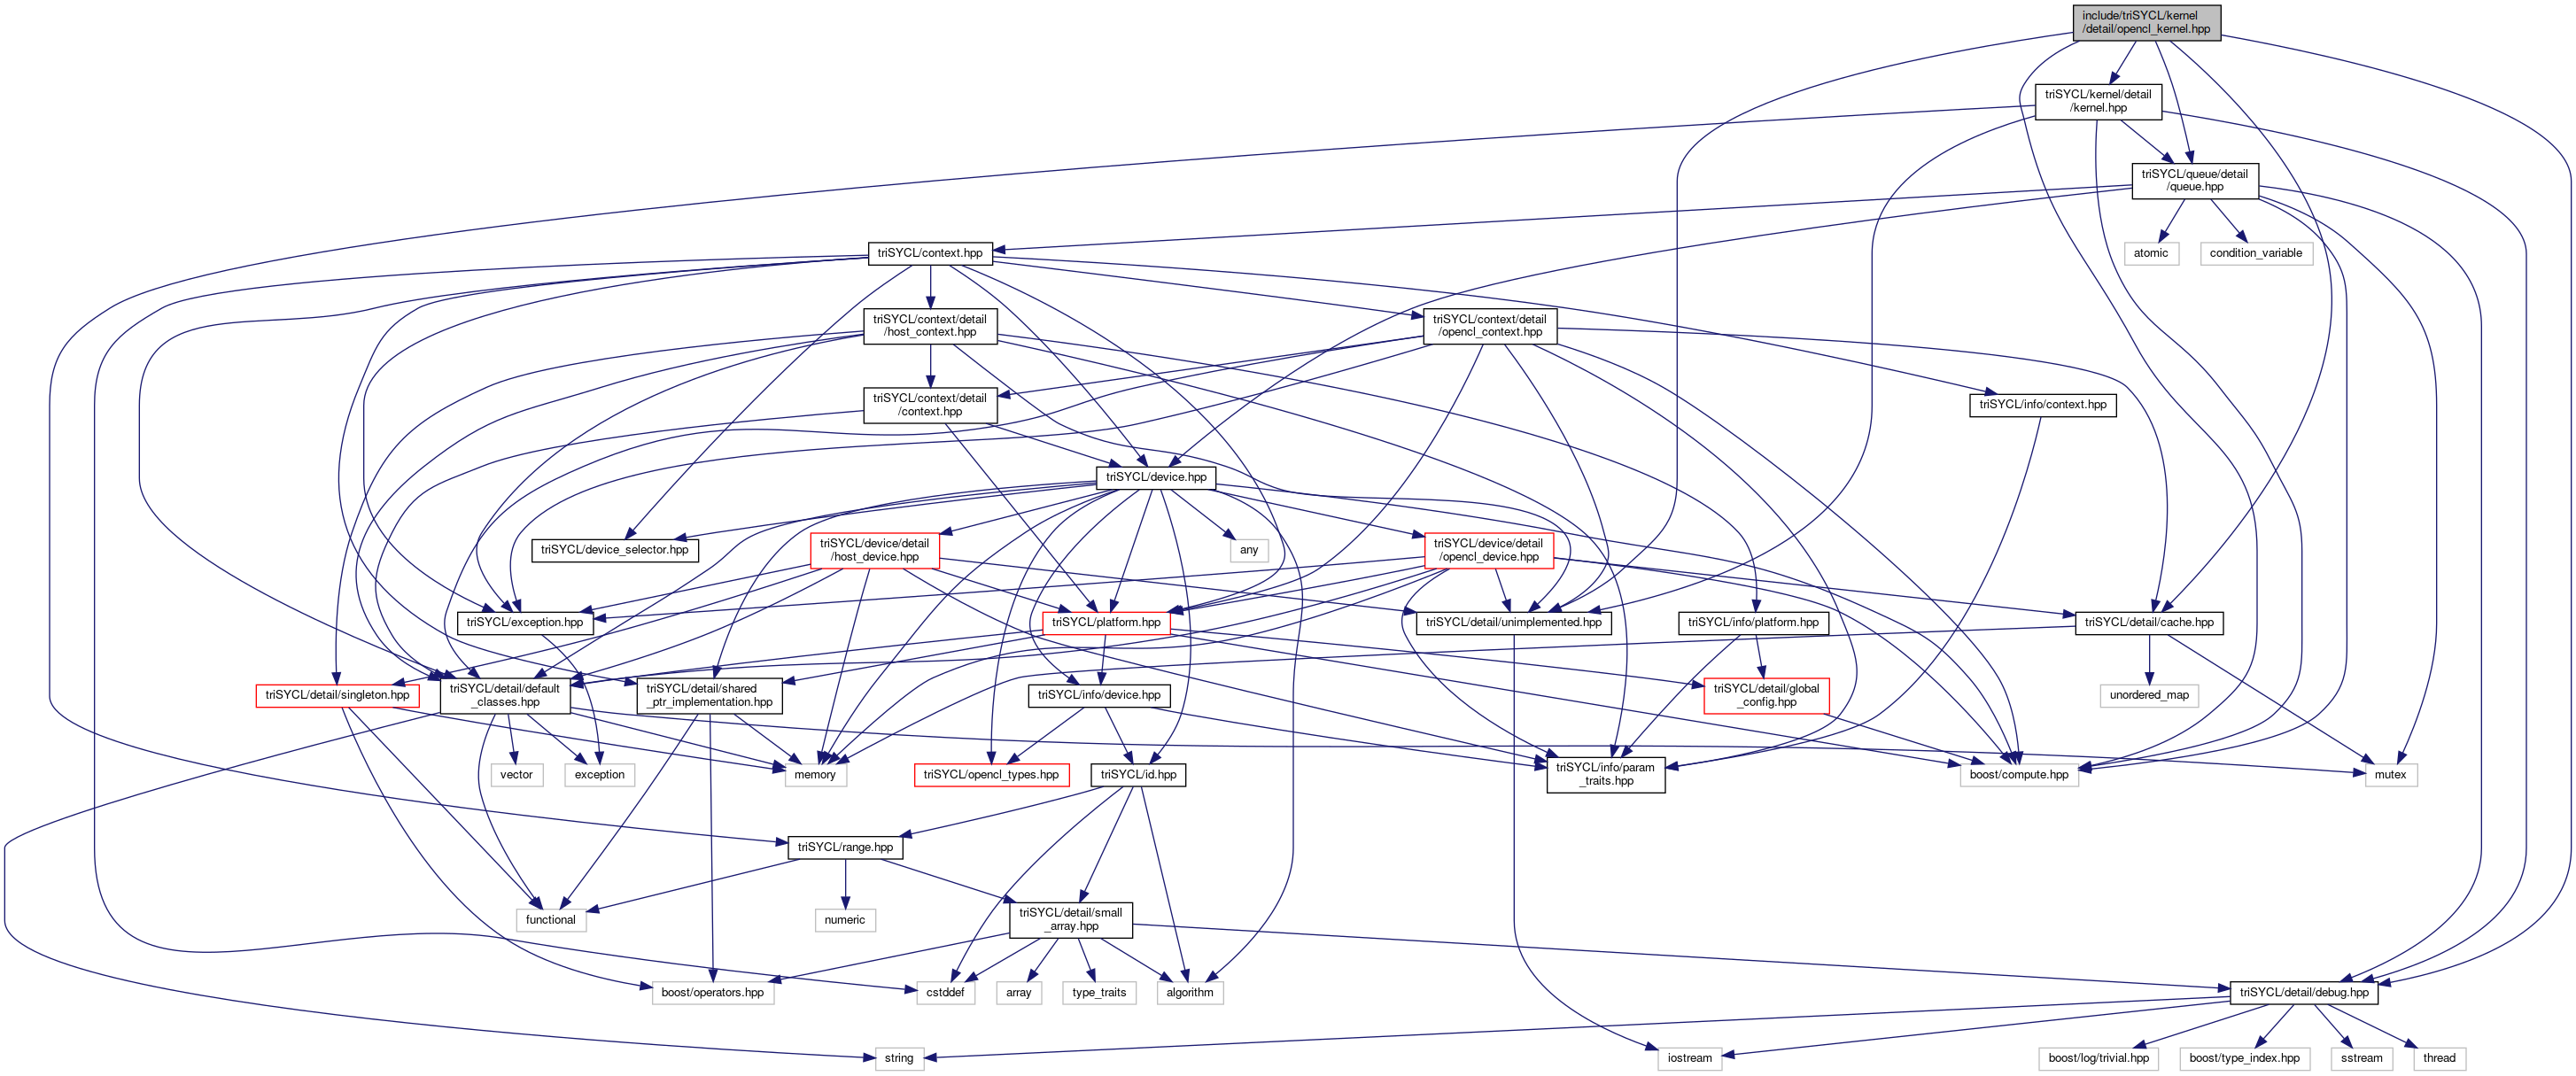 include/triSYCL/kernel
/detail/opencl_kernel.hpp
triSYCL/kernel/detail
/kernel.hpp
triSYCL/queue/detail
/queue.hpp
triSYCL/context.hpp
atomic
condition_variable
triSYCL/context/detail
/host_context.hpp
triSYCL/context/detail
/opencl_context.hpp
triSYCL/context/detail
/context.hpp
triSYCL/info/context.hpp
triSYCL/device.hpp
triSYCL/device_selector.hpp
triSYCL/device/detail
/host_device.hpp
any
triSYCL/device/detail
/opencl_device.hpp
triSYCL/exception.hpp
triSYCL/platform.hpp
triSYCL/detail/unimplemented.hpp
triSYCL/info/platform.hpp
triSYCL/detail/cache.hpp
triSYCL/detail/singleton.hpp
triSYCL/detail/default
_classes.hpp
triSYCL/detail/shared
_ptr_implementation.hpp
triSYCL/info/device.hpp
triSYCL/detail/global
_config.hpp
unordered_map
vector
exception
memory
triSYCL/opencl_types.hpp
triSYCL/id.hpp
triSYCL/info/param
_traits.hpp
boost/compute.hpp
mutex
triSYCL/range.hpp
functional
numeric
triSYCL/detail/small
_array.hpp
boost/operators.hpp
cstddef
array
type_traits
algorithm
triSYCL/detail/debug.hpp
string
iostream
boost/log/trivial.hpp
boost/type_index.hpp
sstream
thread